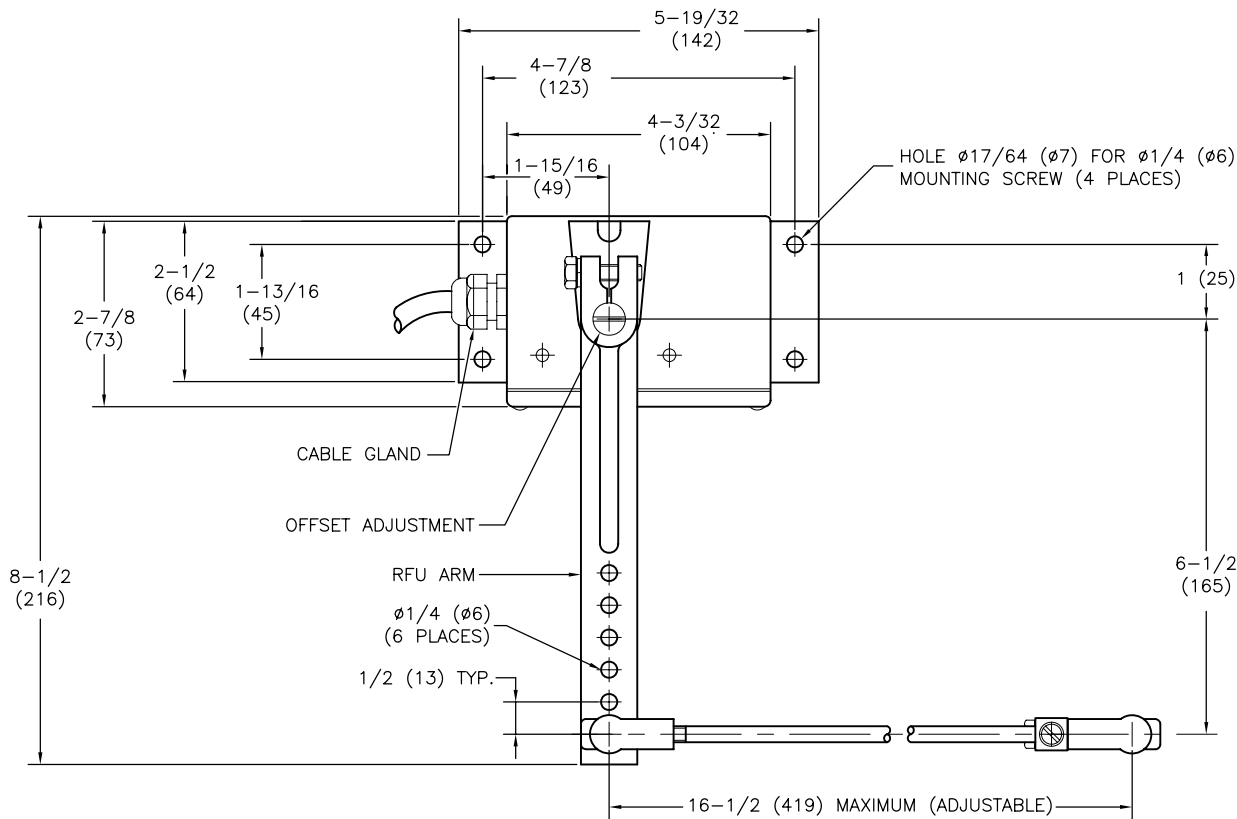 5-19/32
(142)
4-7/8
(123)
4-3/32
(104)
1-15/16
(49)
HOLE ø17/64 (ø7) FOR ø1/4 (ø6)
MOUNTING SCREW (4 PLACES)
2-1/2
(64)
1-13/16
(45)
2-7/8
(73)
1 (25)
CABLE GLAND
OFFSET ADJUSTMENT
RFU ARM
8-1/2
(216)
6-1/2
(165)
ø1/4 (ø6)
(6 PLACES)
1/2 (13) TYP.
16-1/2 (419) MAXIMUM (ADJUSTABLE)